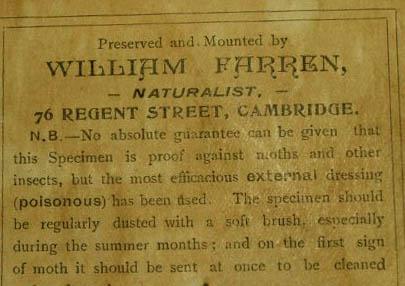 Preserved and Mounted by
WILLIAM FARREN,
— NATURALIST, —
76 REGENT STREET, CAMBRIDGE.
N.B.—No absolute guarantee can be given that
this Specimen is proof against moths and other
insects, but the most efficacious external dressing
(poisonous) has been used. The specimen should
be regularly dusted with a soft brush, especially
during the summer months; and on the first sign
of moth it should be sent at once to be cleaned